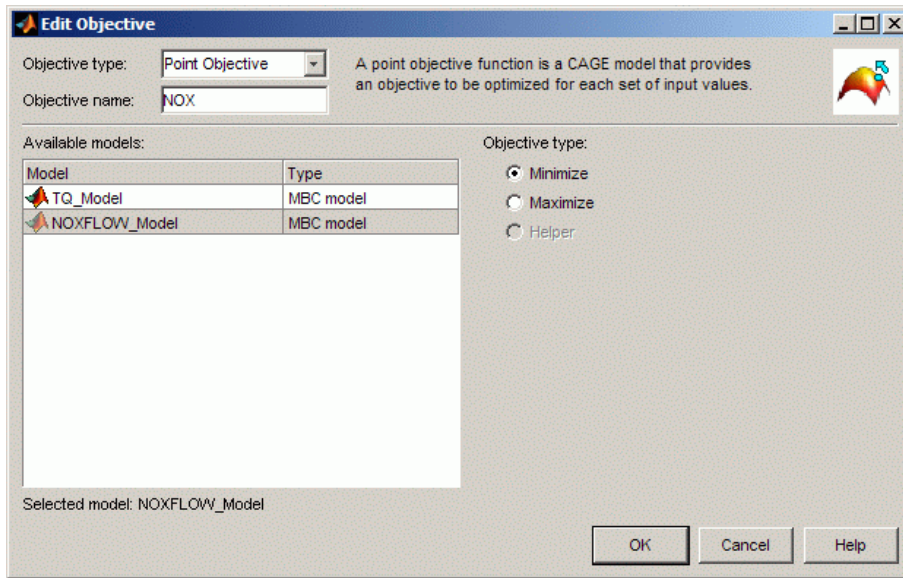 Edit Objective
Objective type: Point Objective
A point objective function is a CAGE model that provides
an objective to be optimized for each set of input values.
Objective name: NOX
Available models:
Objective type:
Model Type
TQ_Model MBC model
NOXFLOW_Model MBC model
Minimize
Maximize
Helper
Selected model: NOXFLOW_Model
OK Cancel Help